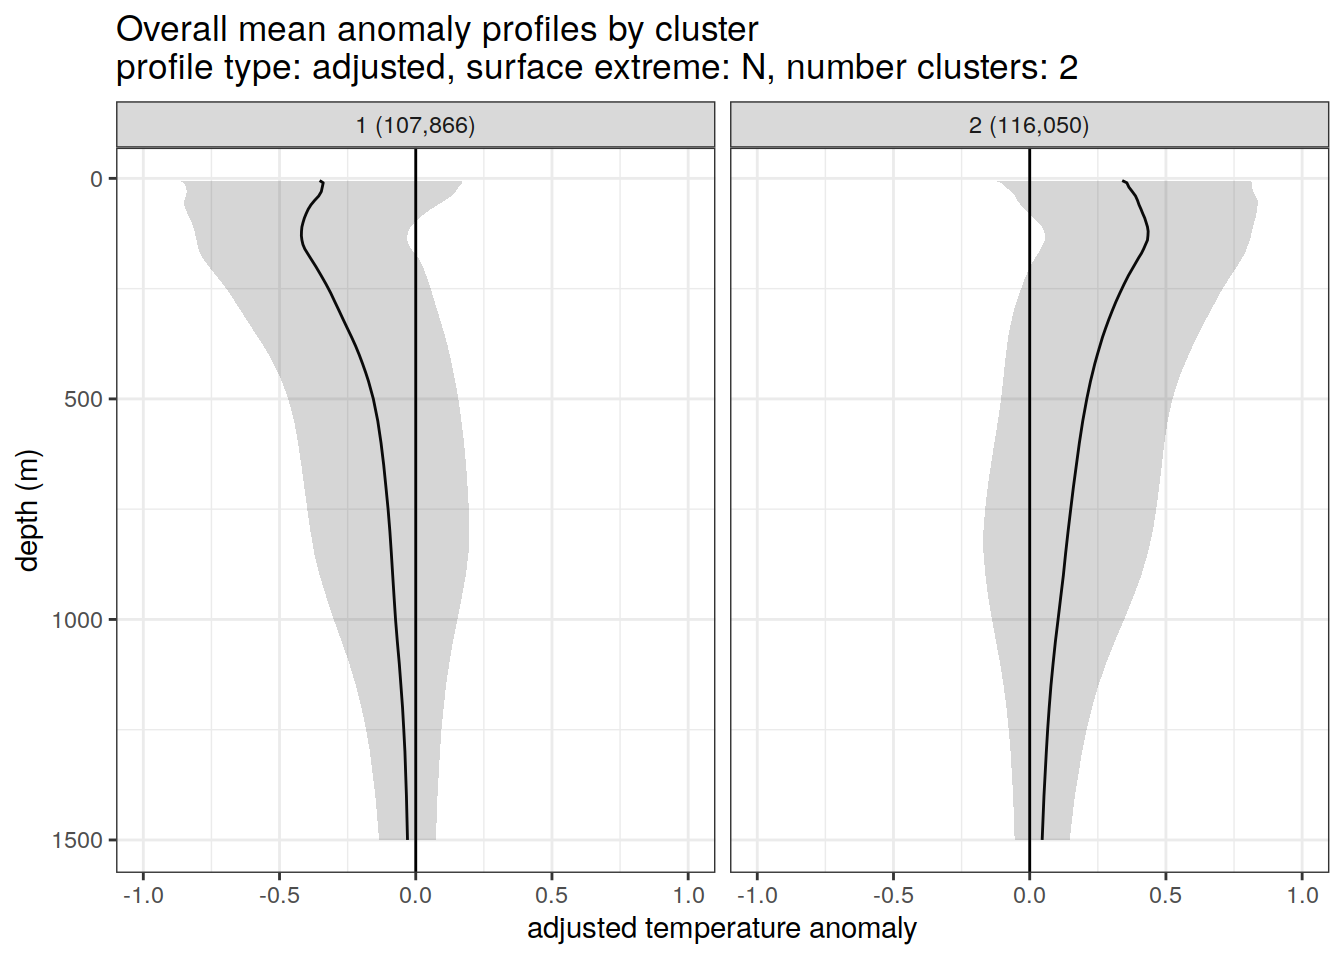 Overall mean anomaly profiles by cluster
profile type: adjusted, surface extreme: N, number clusters: 2
1 (107,866)
2 (116,050)
0
500
1000
1500
depth (m)
-1.0 -0.5 0.0 0.5 1.0
-1.0 -0.5 0.0 0.5 1.0
adjusted temperature anomaly